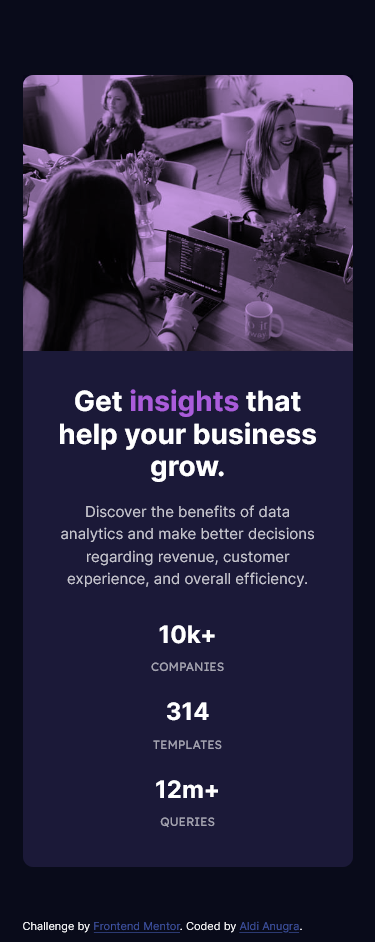 Get insights that
help your business
grow.
Discover the benefits of data
analytics and make better decisions
regarding revenue, customer
experience, and overall efficiency.
10k+
COMPANIES
314
TEMPLATES
12m+
QUERIES
Challenge by Frontend Mentor. Coded by Aldi Anugra.